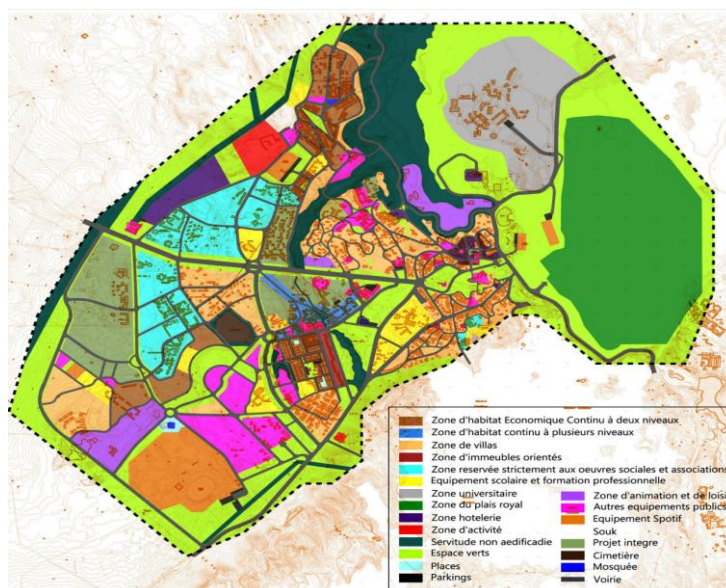 Zone d'habitat Economique Continu à deux niveaux
Zone d'habitat continu à plusieurs niveaux
Zone de villas
Zone d'immeubles orientés
Zone reservée strictement aux oeuvres sociales et associations
Equipement scolaire et formation professionnelle
Zone universitaire
Zone du plais royal
Zone hotelerie
Zone d'activité
Servitude non aedificadie
Espace verts
Places
Parkings
Zone d'animation et de lois
Autres equipements publics
Equipement Spotif
Souk
Projet integre
Cimetière
Mosquée
Voirie